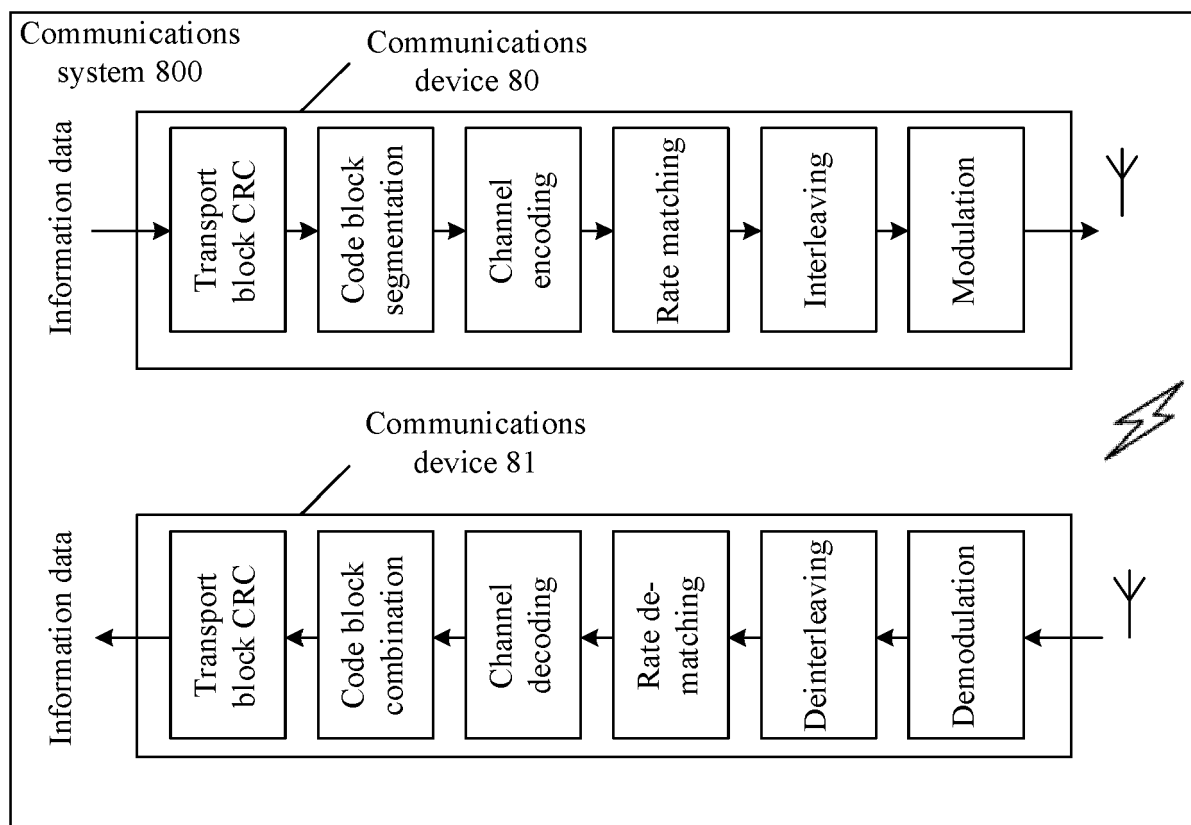 Communications
system 800
Communications
device 80
Information data
Transport
block CRC
Code block
segmentation
Channel
encoding
Rate matching
Interleaving
Modulation
Communications
device 81
Information data
Transport
block CRC
Code block
combination
Channel
decoding
Rate de-
matching
Deinterleaving
Demodulation